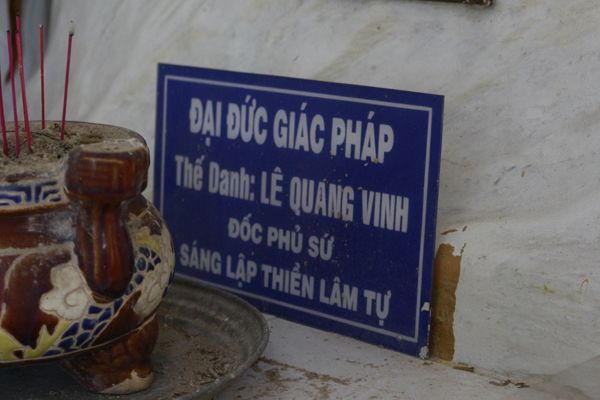 ĐẠI ĐỨC GIÁC PHÁP
Thế Danh: LÊ QUANG VINH
ĐỐC PHỦ SỨ
SÁNG LẬP THIỀN LÂM TỰ